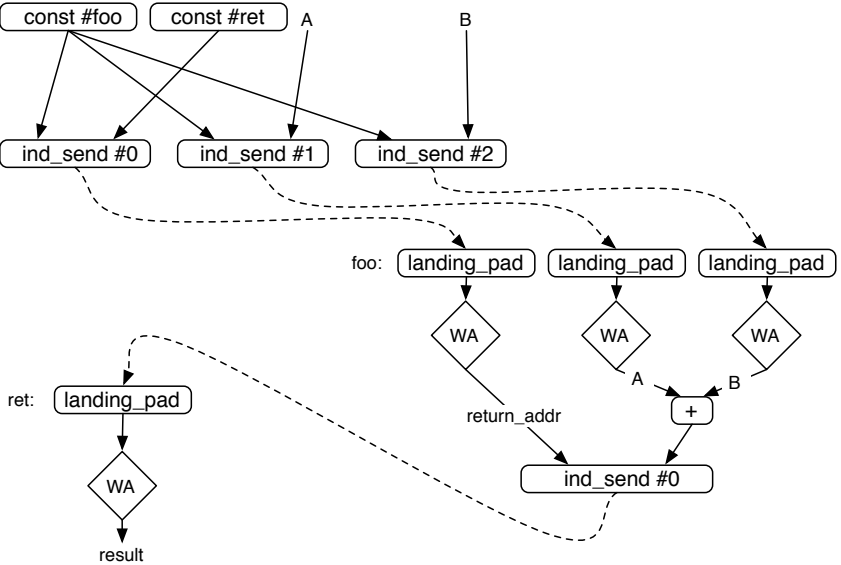 const #foo
const #ret
A
B
ind_send #0
ind_send #1
ind_send #2
foo:
landing_pad
landing_pad
landing_pad
WA
WA
WA
A
B
ret:
landing_pad
return_addr
+
ind_send #0
WA
result